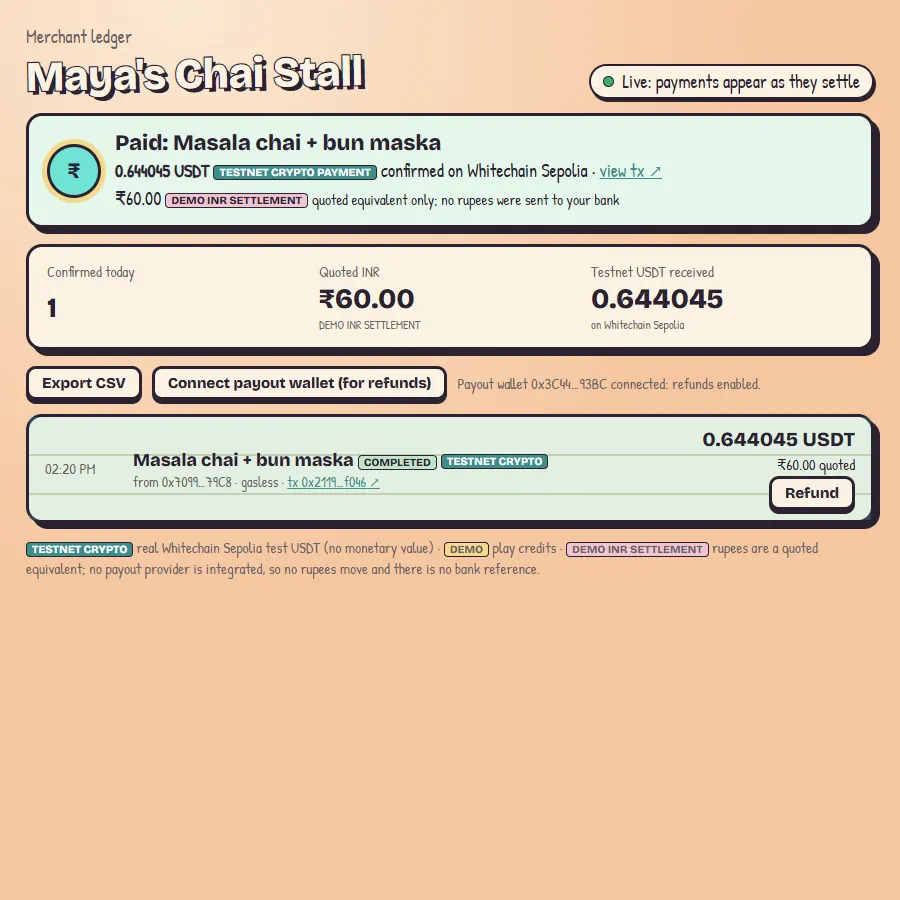 Merchant ledger
Maya's Chai Stall
Live: payments appear as they settle
₹
Paid: Masala chai + bun maska
0.644045 USDT TESTNET CRYPTO PAYMENT confirmed on Whitechain Sepolia · view tx ↗
₹60.00 DEMO INR SETTLEMENT quoted equivalent only; no rupees were sent to your bank
Confirmed today
1
Quoted INR
₹60.00
DEMO INR SETTLEMENT
Testnet USDT received
0.644045
on Whitechain Sepolia
Export CSV
Connect payout wallet (for refunds)
Payout wallet 0x3C44…93BC connected: refunds enabled.
02:20 PM
Masala chai + bun maska COMPLETED TESTNET CRYPTO
from 0x7099…79C8 · gasless · tx 0x2119…f046 ↗
0.644045 USDT
₹60.00 quoted
Refund
TESTNET CRYPTO real Whitechain Sepolia test USDT (no monetary value) · DEMO play credits · DEMO INR SETTLEMENT rupees are a quoted
equivalent; no payout provider is integrated, so no rupees move and there is no bank reference.